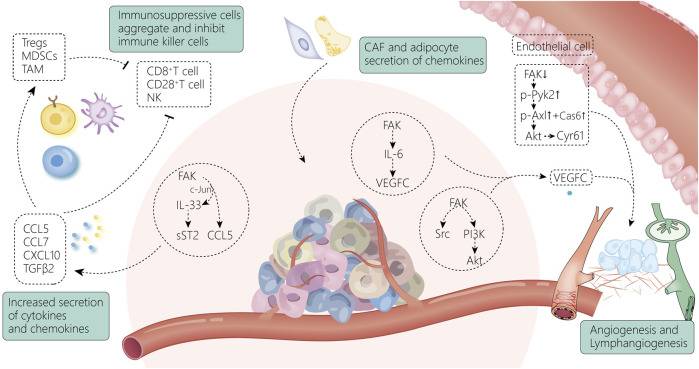 Immunosuppressive cells
aggregate and inhibit
immune killer cells
Tregs
MDSCs
TAM
CD8⁺T cell
CD28⁺T cell
NK
CAF and adipocyte
secretion of chemokines
Endothelial cell
FAK↓
p-Pyk2↑
p-Axl↑+Cas6↑
Akt Cyr61
FAK
IL-6
VEGFC
VEGFC
FAK
c-Jun
IL-33
sST2 CCL5
FAK
Src PI3K
Akt
CCL5
CCL7
CXCL10
TGFβ2
Increased secretion
of cytokines
and chemokines
Angiogenesis and
Lymphangiogenesis